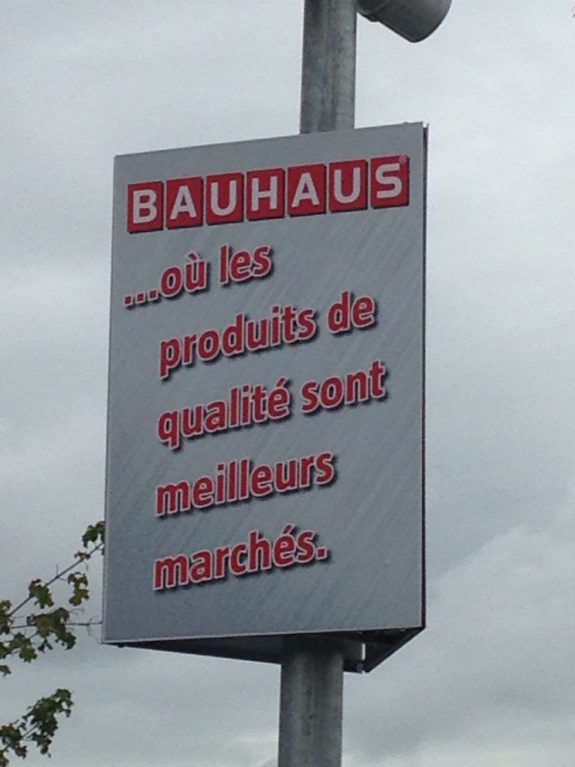 BAUHAUS®
...où les
produits de
qualité sont
meilleurs
marchés.